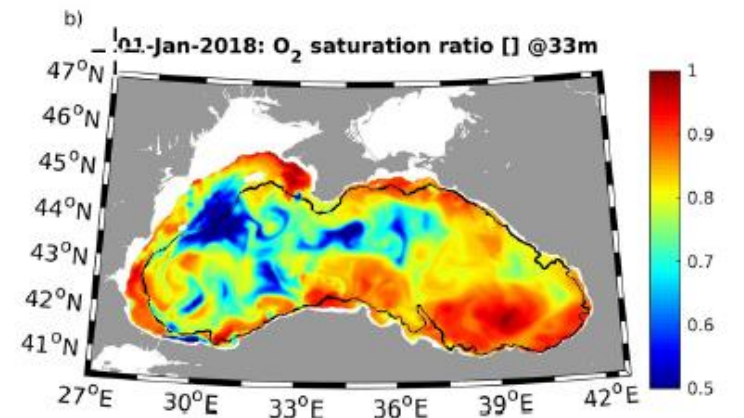 b)
01-Jan-2018: O₂ saturation ratio [] @33m
47°N
46°N
45°N
44°N
43°N
42°N
41°N
27°E 30°E 33°E 36°E 39°E 42°E
1
0.9
0.8
0.7
0.6
0.5